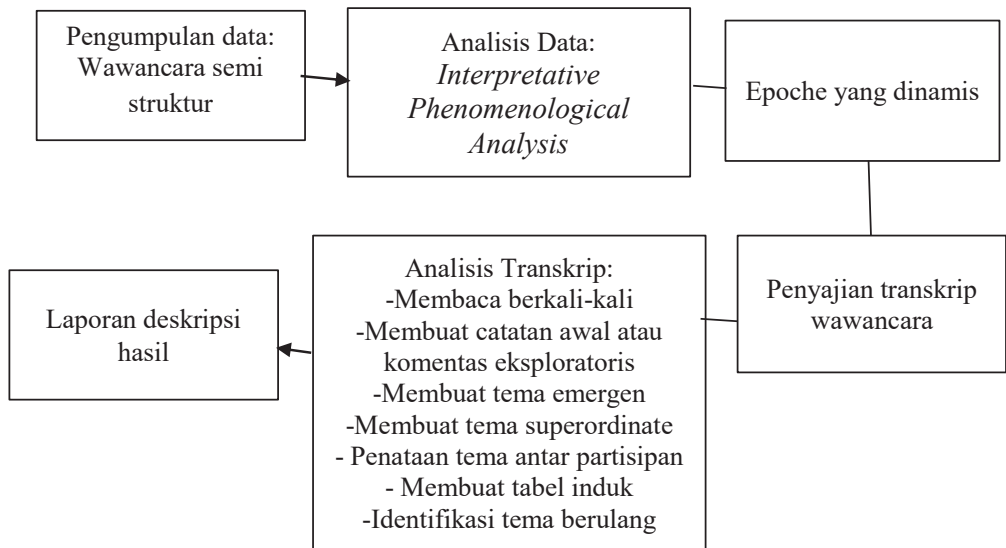 Pengumpulan data:
Wawancara semi
struktur
Analisis Data:
Interpretative
Phenomenological
Analysis
Epoche yang dinamis
Penyajian transkrip
wawancara
Analisis Transkrip:
-Membaca berkali-kali
-Membuat catatan awal atau
komentas eksploratoris
-Membuat tema emergen
-Membuat tema superordinate
- Penataan tema antar partisipan
- Membuat tabel induk
-Identifikasi tema berulang
Laporan deskripsi
hasil